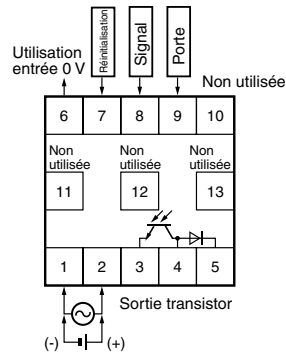 Utilisation
entrée 0 V
Réinitialisation
Signal
Porte
Non utilisée
6 7 8 9 10
Non
utilisée
Non
utilisée
Non
utilisée
11 12 13
1 2 3 4 5
Sortie transistor
(-) (+)